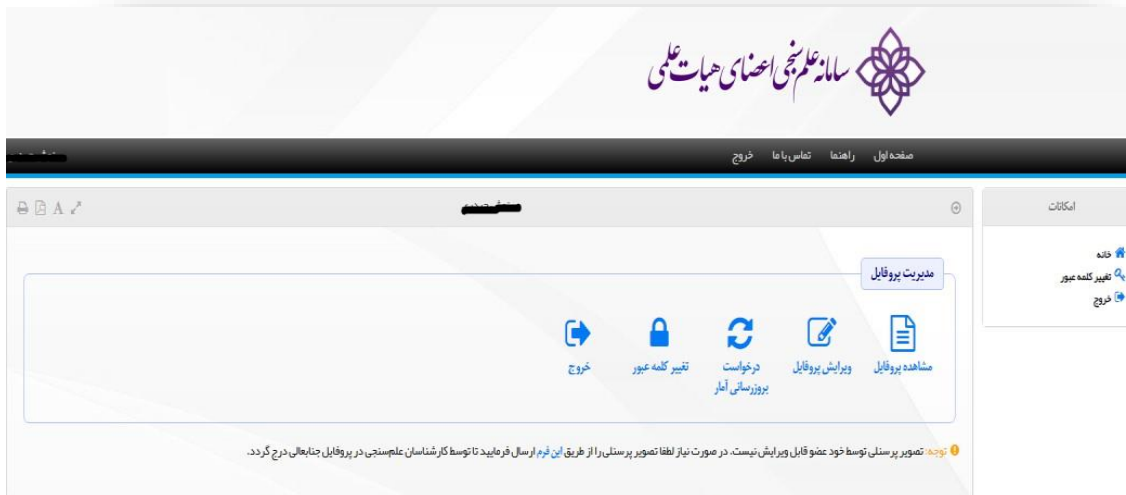 سامانه علم سنجی اعضای هیات علمی
صفحه اول راهنما تماس با ما خروج
امکانات
خانه
تغییر کلمه عبور
خروج
مدیریت پروفایل
مشاهده پروفایل
ویرایش پروفایل
درخواست
بروزرسانی آمار
تغییر کلمه عبور
خروج
توجه: تصویر پرسنلی توسط خود عضو قابل ویرایش نیست. در صورت نیاز لطفا تصویر پرسنلی را از طریق این فرم ارسال فرمایید تا توسط کارشناسان علم‌سنجی در پروفایل جنابعالی درج گردد.